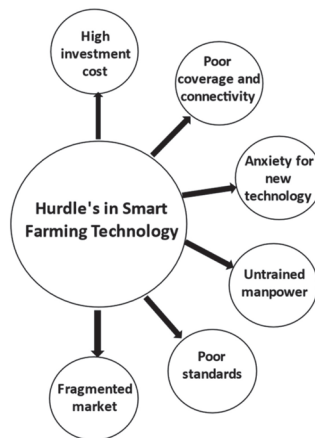 High
investment
cost
Poor
coverage and
connectivity
Anxiety for
new
technology
Hurdle's in Smart
Farming Technology
Untrained
manpower
Poor
standards
Fragmented
market